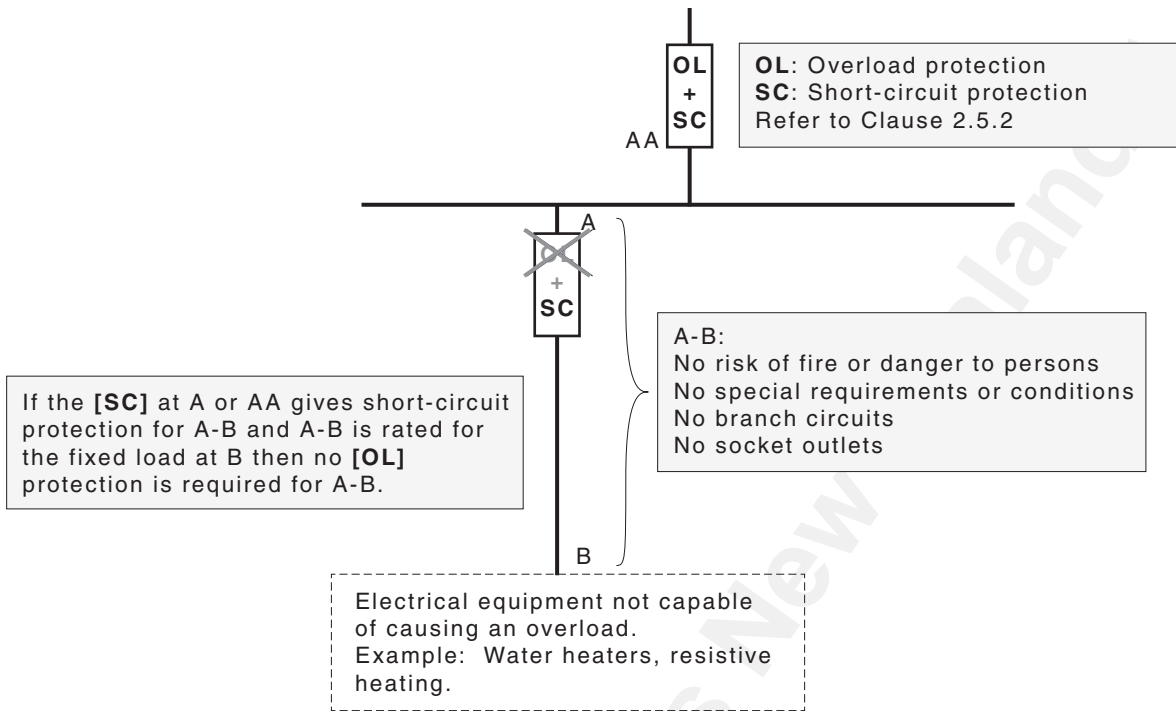 OL
+
SC
AA
OL: Overload protection
SC: Short-circuit protection
Refer to Clause 2.5.2
A
OL
+
SC
A-B:
No risk of fire or danger to persons
No special requirements or conditions
No branch circuits
No socket outlets
If the [SC] at A or AA gives short-circuit
protection for A-B and A-B is rated for
the fixed load at B then no [OL]
protection is required for A-B.
B
Electrical equipment not capable
of causing an overload.
Example: Water heaters, resistive
heating.